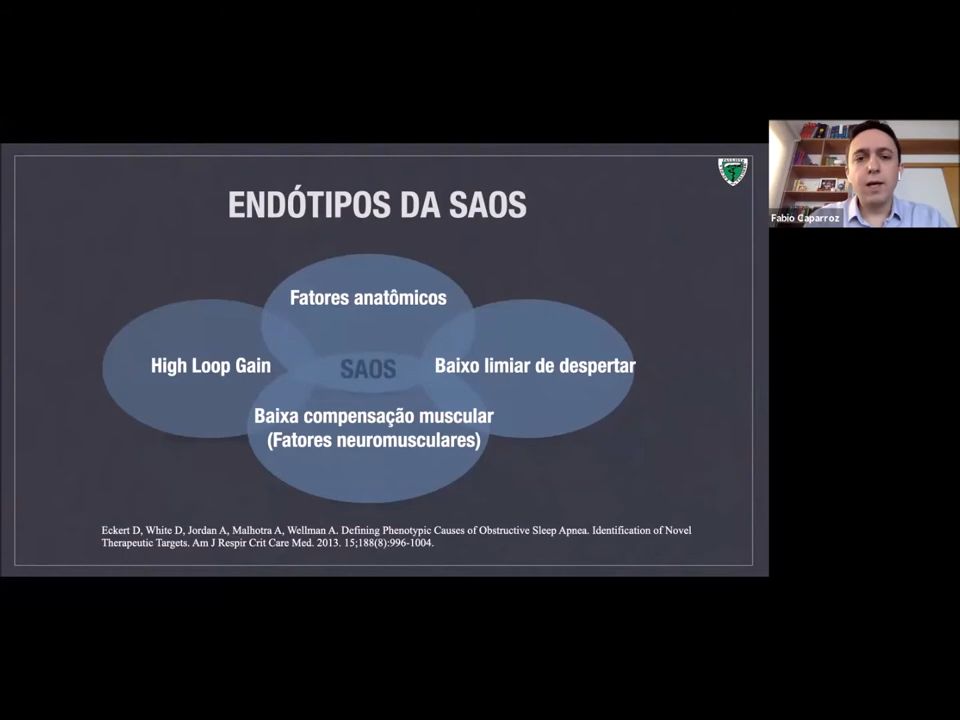 ENDÓTIPOS DA SAOS
Fatores anatômicos
High Loop Gain
SAOS
Baixo limiar de despertar
Baixa compensação muscular
(Fatores neuromusculares)
Eckert D, White D, Jordan A, Malhotra A, Wellman A. Defining Phenotypic Causes of Obstructive Sleep Apnea. Identification of Novel
Therapeutic Targets. Am J Respir Crit Care Med. 2013. 15;188(8):996-1004.
Fabio Caparroz